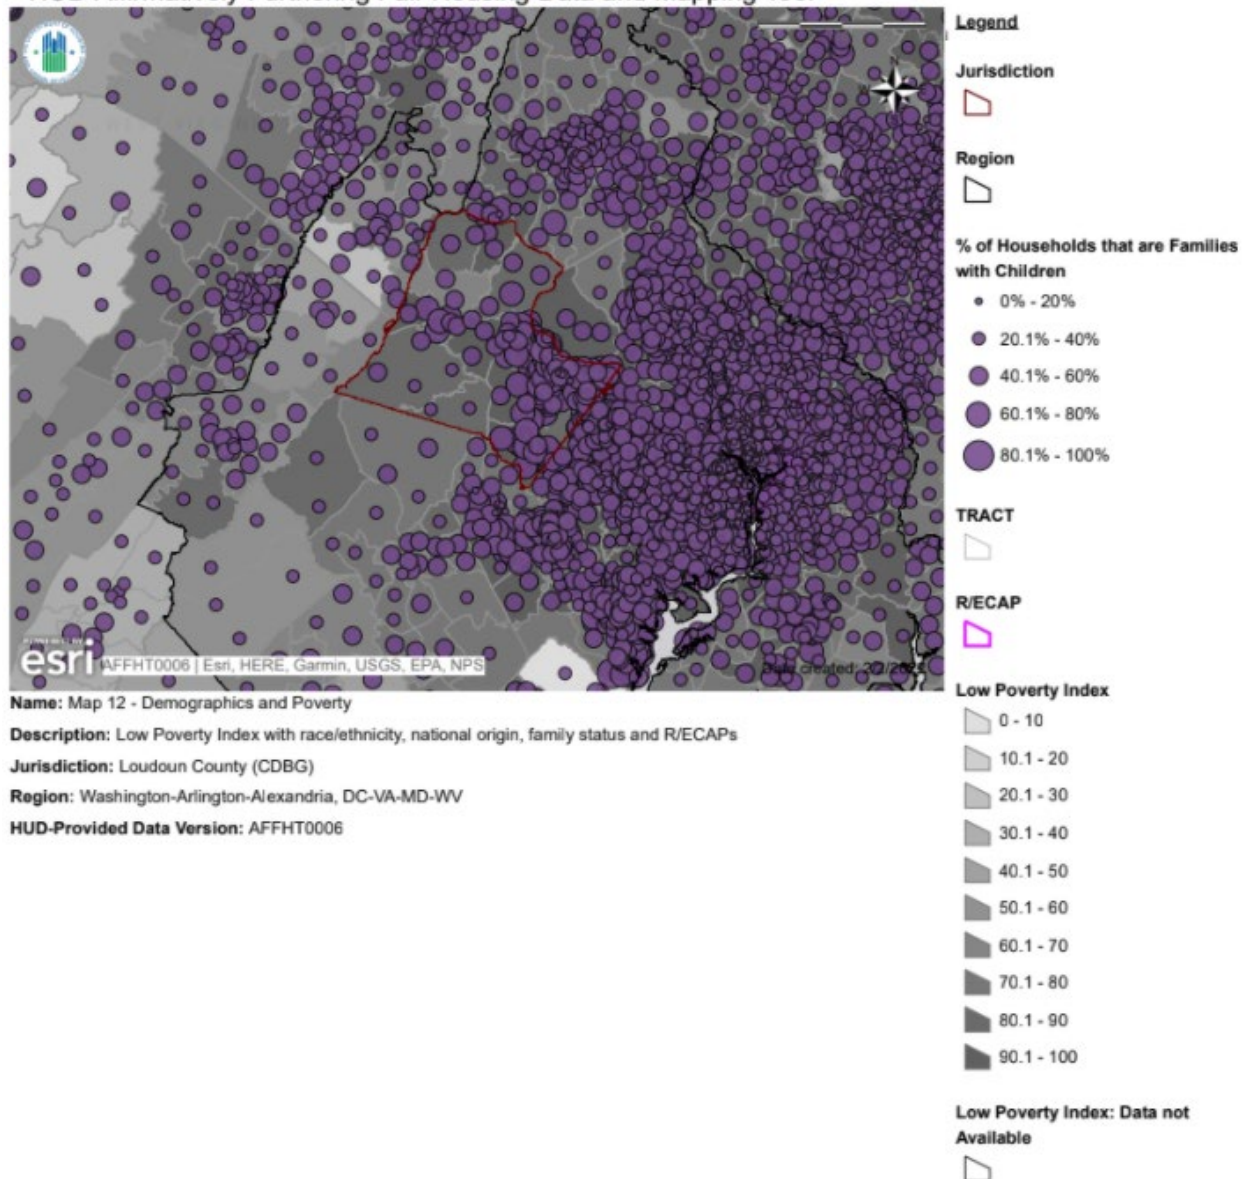 Legend
Jurisdiction
Region
% of Households that are Families
with Children
0% - 20%
20.1% - 40%
40.1% - 60%
60.1% - 80%
80.1% - 100%
TRACT
R/ECAP
Low Poverty Index
0 - 10
10.1 - 20
20.1 - 30
30.1 - 40
40.1 - 50
50.1 - 60
60.1 - 70
70.1 - 80
80.1 - 90
90.1 - 100
Low Poverty Index: Data not
Available
esri
AFFHT0006 | Esri, HERE, Garmin, USGS, EPA, NPS
Date created:
Name: Map 12 - Demographics and Poverty
Description: Low Poverty Index with race/ethnicity, national origin, family status and R/ECAPs
Jurisdiction: Loudoun County (CDBG)
Region: Washington-Arlington-Alexandria, DC-VA-MD-WV
HUD-Provided Data Version: AFFHT0006